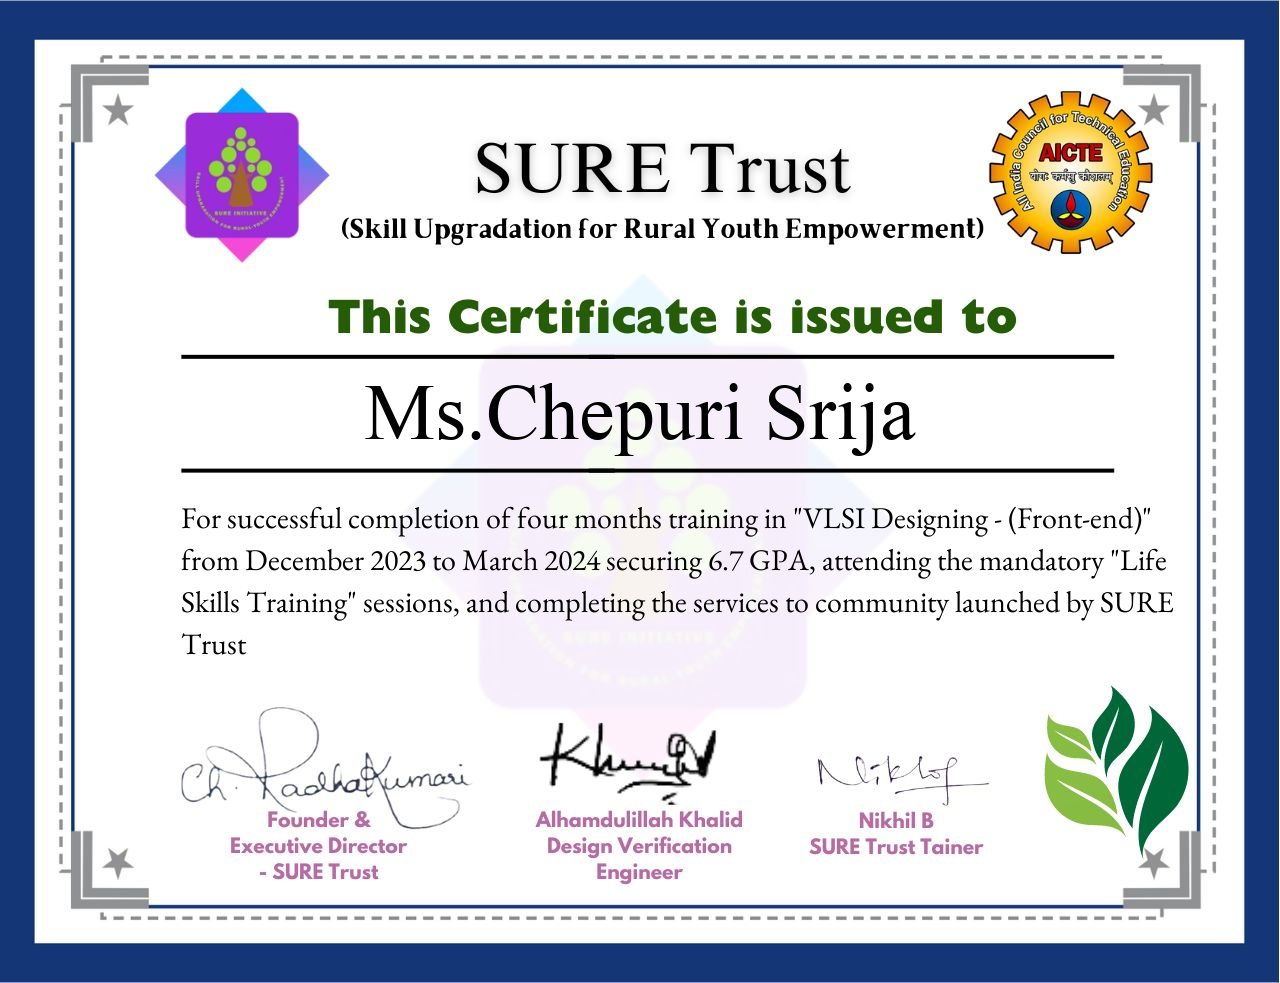 SURE Trust
(Skill Upgradation for Rural Youth Empowerment)
SURE INITIATIVE
SKILL UPGRADATION FOR RURAL-YOUTH EMPOWERMENT
All India Council for Technical Education
AICTE
योगः कर्मसु कौशलम्
This Certificate is issued to
Ms.Chepuri Srija
For successful completion of four months training in "VLSI Designing - (Front-end)"
from December 2023 to March 2024 securing 6.7 GPA, attending the mandatory "Life
Skills Training" sessions, and completing the services to community launched by SURE
Trust
SURE INITIATIVE
Ch. RadhaKumari
Founder &
Executive Director
- SURE Trust
Khalid
Alhamdulillah Khalid
Design Verification
Engineer
Nikhil
Nikhil B
SURE Trust Tainer